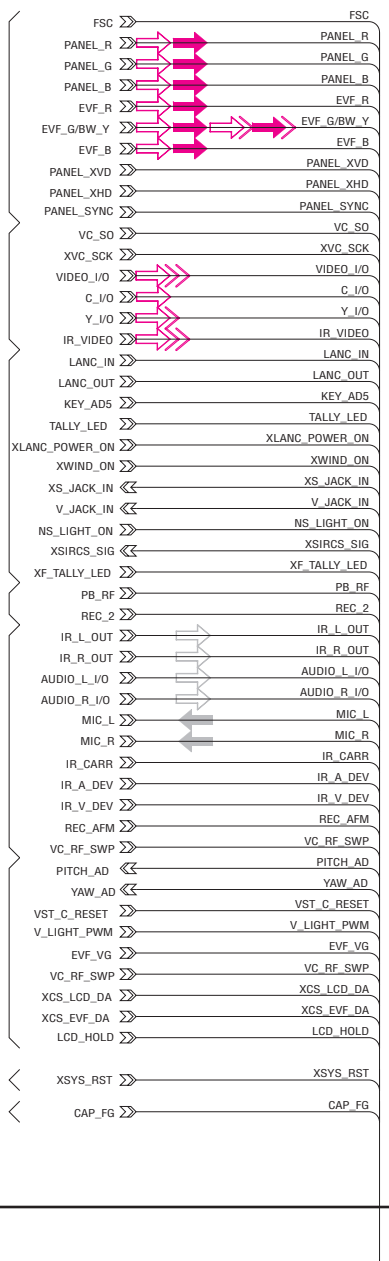 FSC FSC
PANEL_R PANEL_R
PANEL_G PANEL_G
PANEL_B PANEL_B
EVF_R EVF_R
EVF_G/BW_Y EVF_G/BW_Y
EVF_B EVF_B
PANEL_XVD PANEL_XVD
PANEL_XHD PANEL_XHD
PANEL_SYNC PANEL_SYNC
VC_SO VC_SO
XVC_SCK XVC_SCK
VIDEO_I/O VIDEO_I/O
C_I/O C_I/O
Y_I/O Y_I/O
IR_VIDEO IR_VIDEO
LANC_IN LANC_IN
LANC_OUT LANC_OUT
KEY_AD5 KEY_AD5
TALLY_LED TALLY_LED
XLANC_POWER_ON XLANC_POWER_ON
XWIND_ON XWIND_ON
XS_JACK_IN XS_JACK_IN
V_JACK_IN V_JACK_IN
NS_LIGHT_ON NS_LIGHT_ON
XSIRCS_SIG XSIRCS_SIG
XF_TALLY_LED XF_TALLY_LED
PB_RF PB_RF
REC_2 REC_2
IR_L_OUT IR_L_OUT
IR_R_OUT IR_R_OUT
AUDIO_L_I/O AUDIO_L_I/O
AUDIO_R_I/O AUDIO_R_I/O
MIC_L MIC_L
MIC_R MIC_R
IR_CARR IR_CARR
IR_A_DEV IR_A_DEV
IR_V_DEV IR_V_DEV
REC_AFM REC_AFM
VC_RF_SWP VC_RF_SWP
PITCH_AD PITCH_AD
YAW_AD YAW_AD
VST_C_RESET VST_C_RESET
V_LIGHT_PWM V_LIGHT_PWM
EVF_VG EVF_VG
VC_RF_SWP VC_RF_SWP
XCS_LCD_DA XCS_LCD_DA
XCS_EVF_DA XCS_EVF_DA
LCD_HOLD LCD_HOLD
XSYS_RST XSYS_RST
CAP_FG CAP_FG